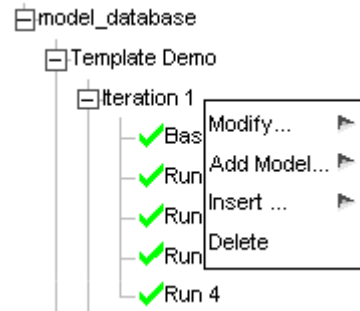 model_database
Template Demo
Iteration 1
Bas
Run
Run
Run
Run 4
Modify...
Add Model...
Insert ...
Delete